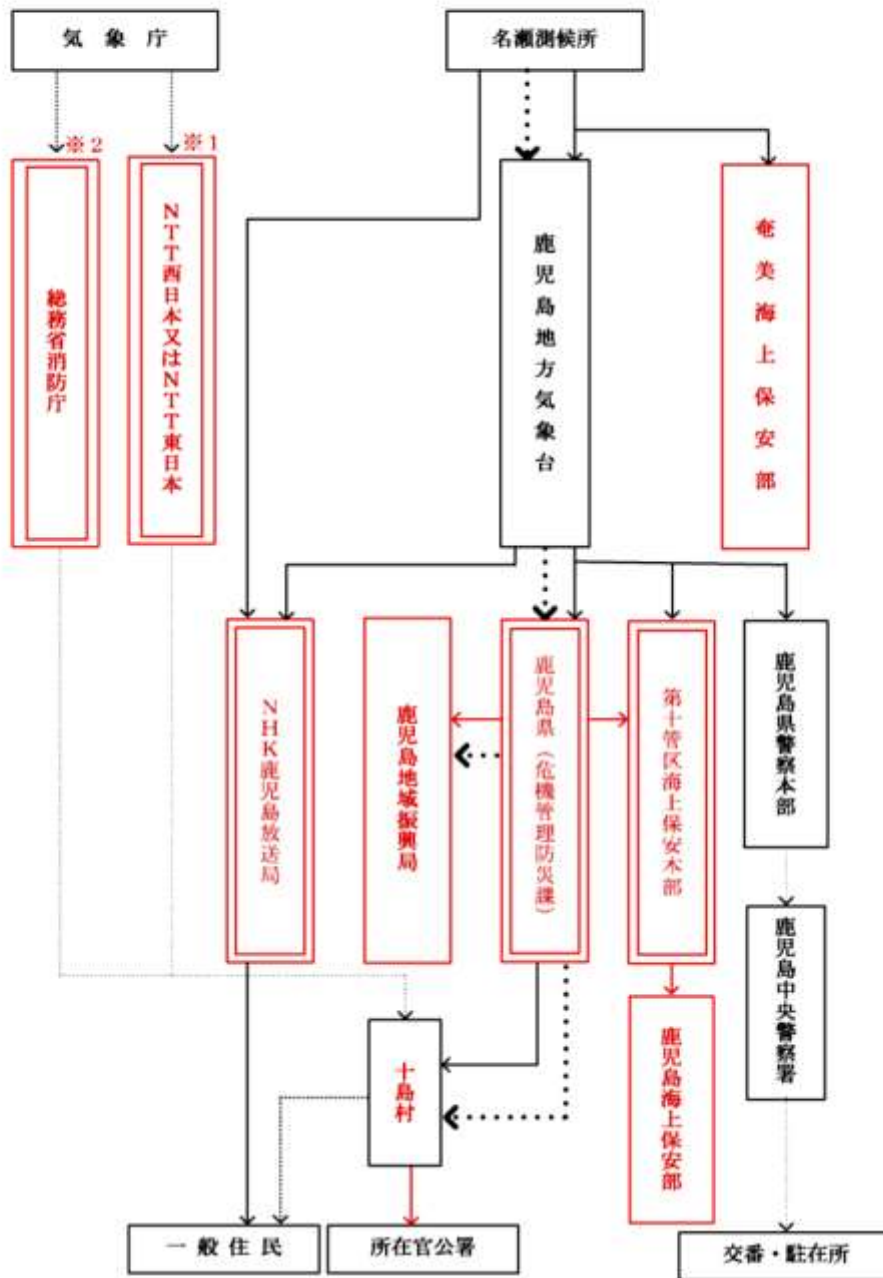 気象庁
名瀬測候所
※2
※1
総務省消防庁
NTT西日本又はNTT東日本
鹿児島地方気象台
奄美海上保安部
NHK鹿児島放送局
鹿児島地域振興局
鹿児島県（危機管理防災課）
第十管区海上保安本部
鹿児島県警察本部
鹿児島中央警察署
十島村
鹿児島海上保安部
一般住民
所在官公署
交番・駐在所